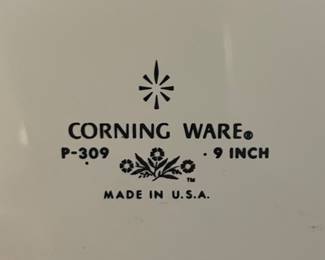 CORNING WARE®
P-309 • 9 INCH
TM
MADE IN U.S.A.